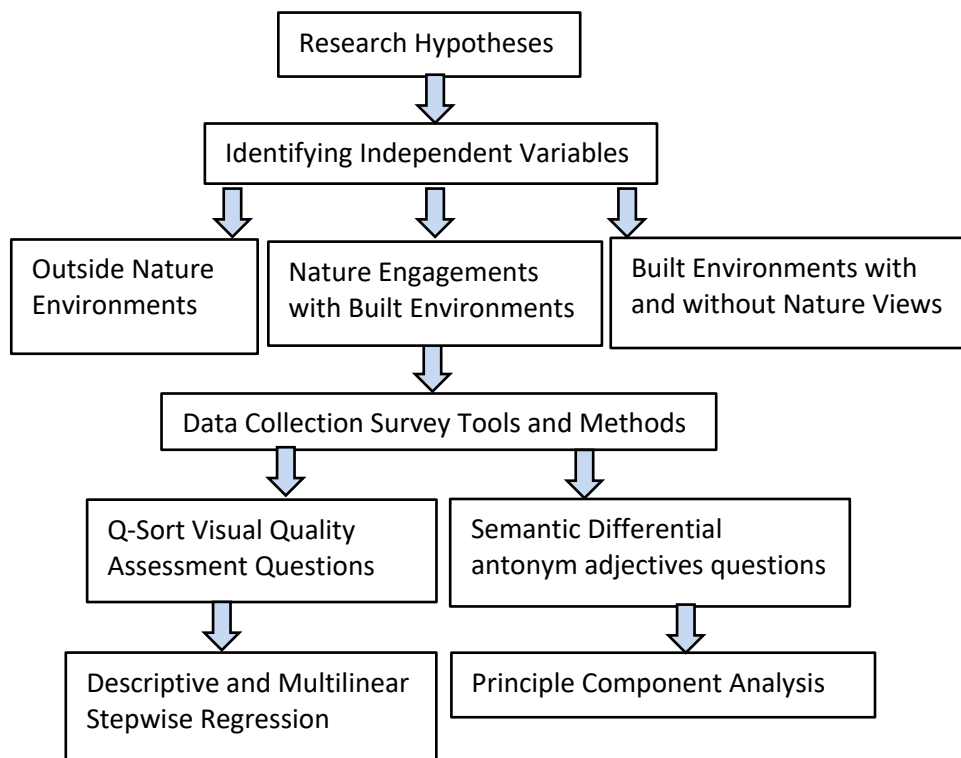 Research Hypotheses
Identifying Independent Variables
Outside Nature
Environments
Nature Engagements
with Built Environments
Built Environments with
and without Nature Views
Data Collection Survey Tools and Methods
Q-Sort Visual Quality
Assessment Questions
Semantic Differential
antonym adjectives questions
Descriptive and Multilinear
Stepwise Regression
Principle Component Analysis